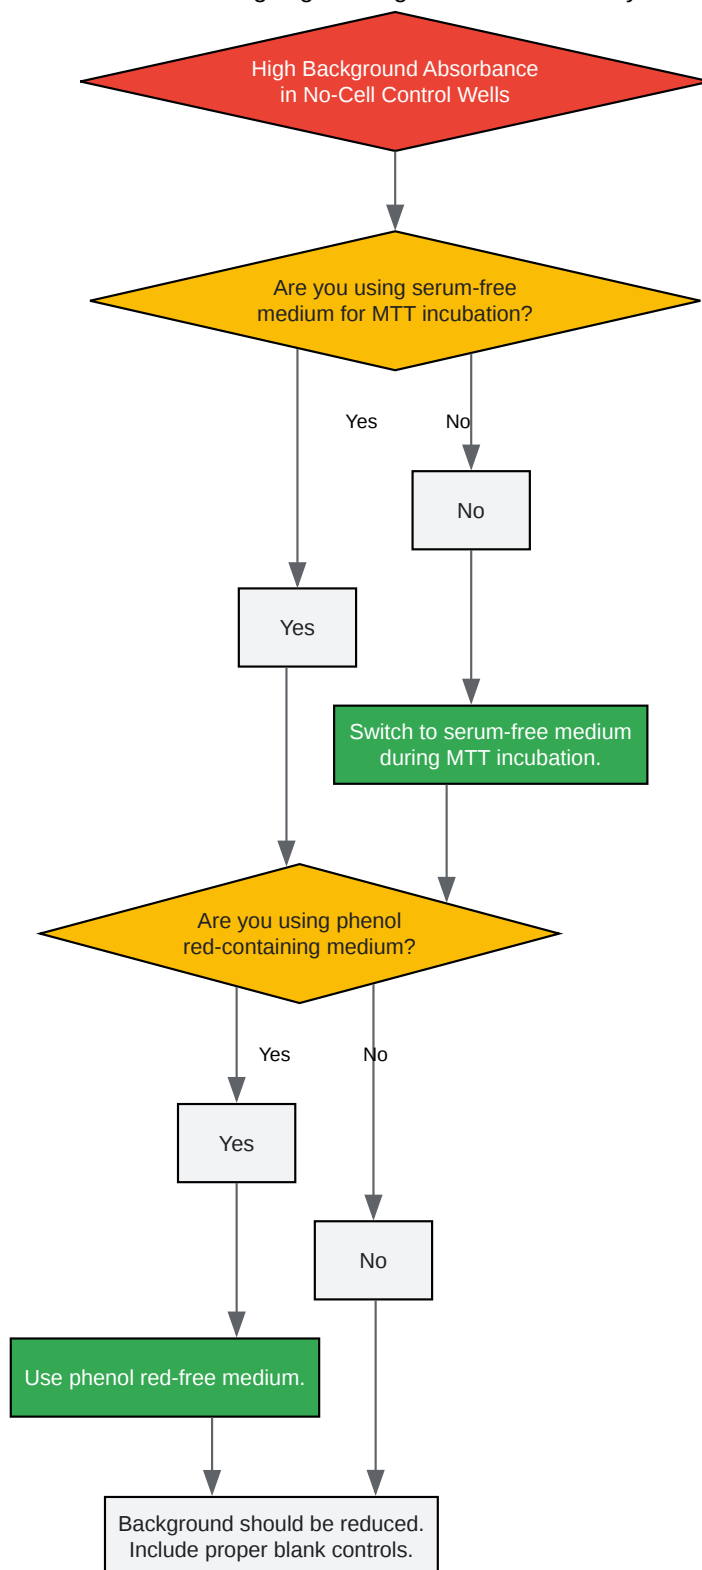 High Background Absorbance
in No-Cell Control Wells
Are you using serum-free
medium for MTT incubation?
Yes
No
No
Yes
Switch to serum-free medium
during MTT incubation.
Are you using phenol
red-containing medium?
Yes
No
Yes
No
Use phenol red-free medium.
Background should be reduced.
Include proper blank controls.